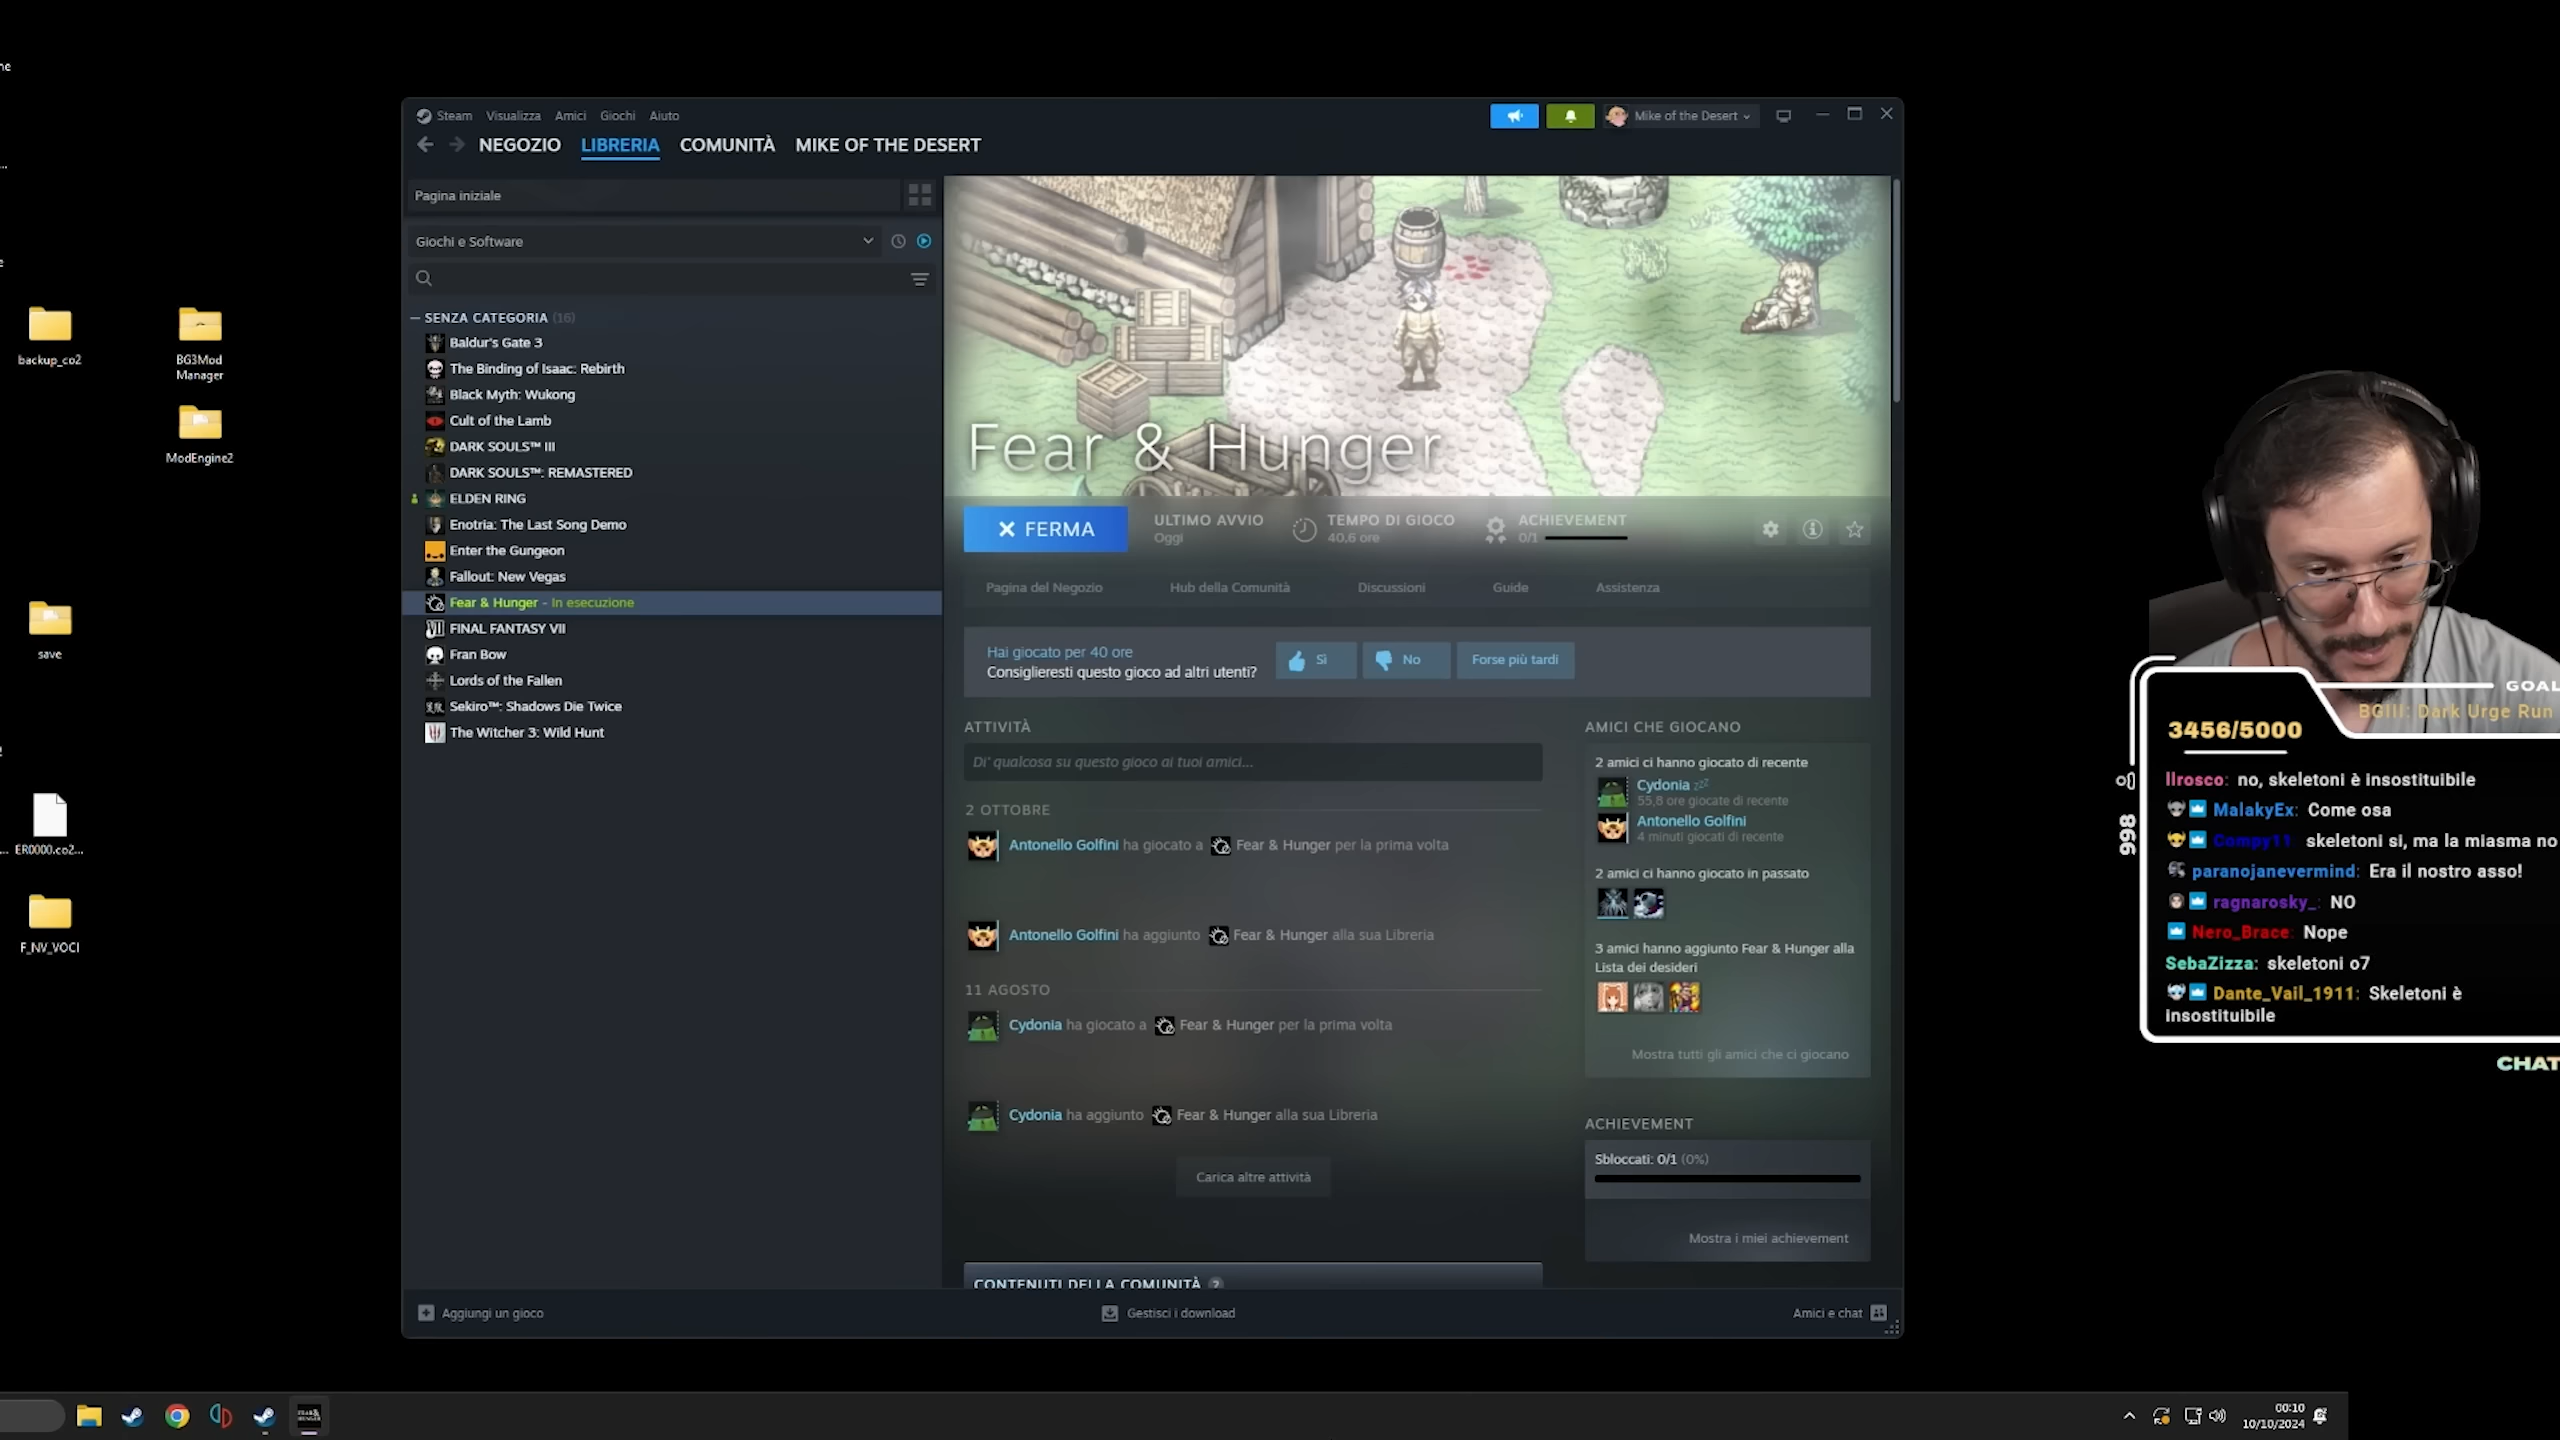 ne
...
e
backup_co2
BG3Mod
Manager
ModEngine2
save
... ER0000.co2...
F_NV_VOCI
Steam Visualizza Amici Giochi Aiuto
Mike of the Desert
NEGOZIO LIBRERIA COMUNITÀ MIKE OF THE DESERT
Pagina iniziale
Giochi e Software
SENZA CATEGORIA (16)
Baldur's Gate 3
The Binding of Isaac: Rebirth
Black Myth: Wukong
Cult of the Lamb
DARK SOULS™ III
DARK SOULS™: REMASTERED
ELDEN RING
Enotria: The Last Song Demo
Enter the Gungeon
Fallout: New Vegas
Fear & Hunger - In esecuzione
FINAL FANTASY VII
Fran Bow
Lords of the Fallen
Sekiro™: Shadows Die Twice
The Witcher 3: Wild Hunt
Fear & Hunger
FERMA
ULTIMO AVVIO
Oggi
TEMPO DI GIOCO
40,6 ore
ACHIEVEMENT
0/1
Pagina del Negozio Hub della Comunità Discussioni Guide Assistenza
Hai giocato per 40 ore
Consiglieresti questo gioco ad altri utenti?
Sì No Forse più tardi
ATTIVITÀ
Di' qualcosa su questo gioco ai tuoi amici...
2 OTTOBRE
Antonello Golfini ha giocato a Fear & Hunger per la prima volta
Antonello Golfini ha aggiunto Fear & Hunger alla sua Libreria
11 AGOSTO
Cydonia ha giocato a Fear & Hunger per la prima volta
Cydonia ha aggiunto Fear & Hunger alla sua Libreria
Carica altre attività
CONTENUTI DELLA COMUNITÀ ?
AMICI CHE GIOCANO
2 amici ci hanno giocato di recente
Cydonia zzz
55,8 ore giocate di recente
Antonello Golfini
4 minuti giocati di recente
2 amici ci hanno giocato in passato
3 amici hanno aggiunto Fear & Hunger alla
Lista dei desideri
Mostra tutti gli amici che ci giocano
ACHIEVEMENT
Sbloccati: 0/1 (0%)
Mostra i miei achievement
Aggiungi un gioco
Gestisci i download
Amici e chat
GOAL
BGIII: Dark Urge Run
3456/5000
998
llrosco: no, skeletoni è insostituibile
MalakyEx: Come osa
Compy11 skeletoni si, ma la miasma no
paranojanevermind: Era il nostro asso!
ragnarosky_: NO
Nero_Brace: Nope
SebaZizza: skeletoni o7
Dante_Vail_1911: Skeletoni è
insostituibile
CHAT
FEAR &
HUNGER
00:10
10/10/2024